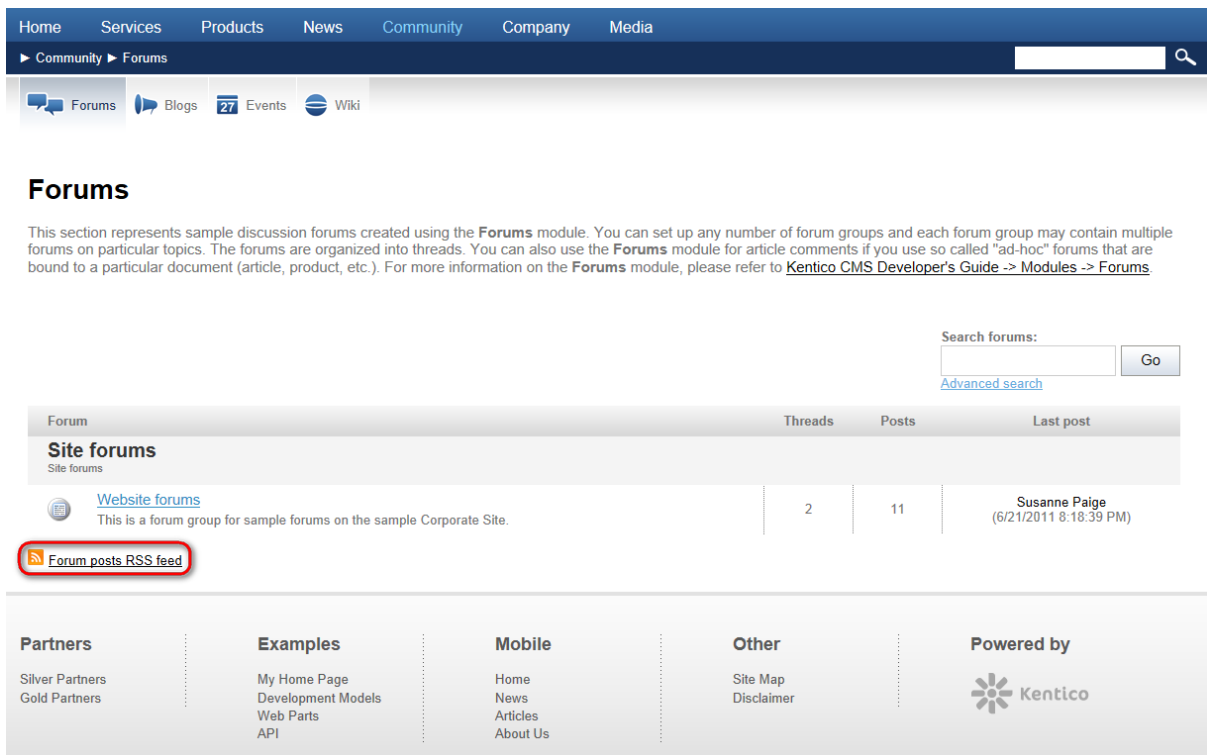 Home Services Products News Community Company Media
► Community ► Forums
Forums Blogs 27 Events Wiki
Forums
This section represents sample discussion forums created using the Forums module. You can set up any number of forum groups and each forum group may contain multiple
forums on particular topics. The forums are organized into threads. You can also use the Forums module for article comments if you use so called "ad-hoc" forums that are
bound to a particular document (article, product, etc.). For more information on the Forums module, please refer to Kentico CMS Developer's Guide -> Modules -> Forums.
Search forums:
Go
Advanced search
Forum Threads Posts Last post
Site forums
Site forums
Website forums 2 11 Susanne Paige
This is a forum group for sample forums on the sample Corporate Site. (6/21/2011 8:18:39 PM)
Forum posts RSS feed
Partners Examples Mobile Other Powered by
Silver Partners My Home Page Home Site Map Kentico
Gold Partners Development Models News Disclaimer
Web Parts Articles
API About Us